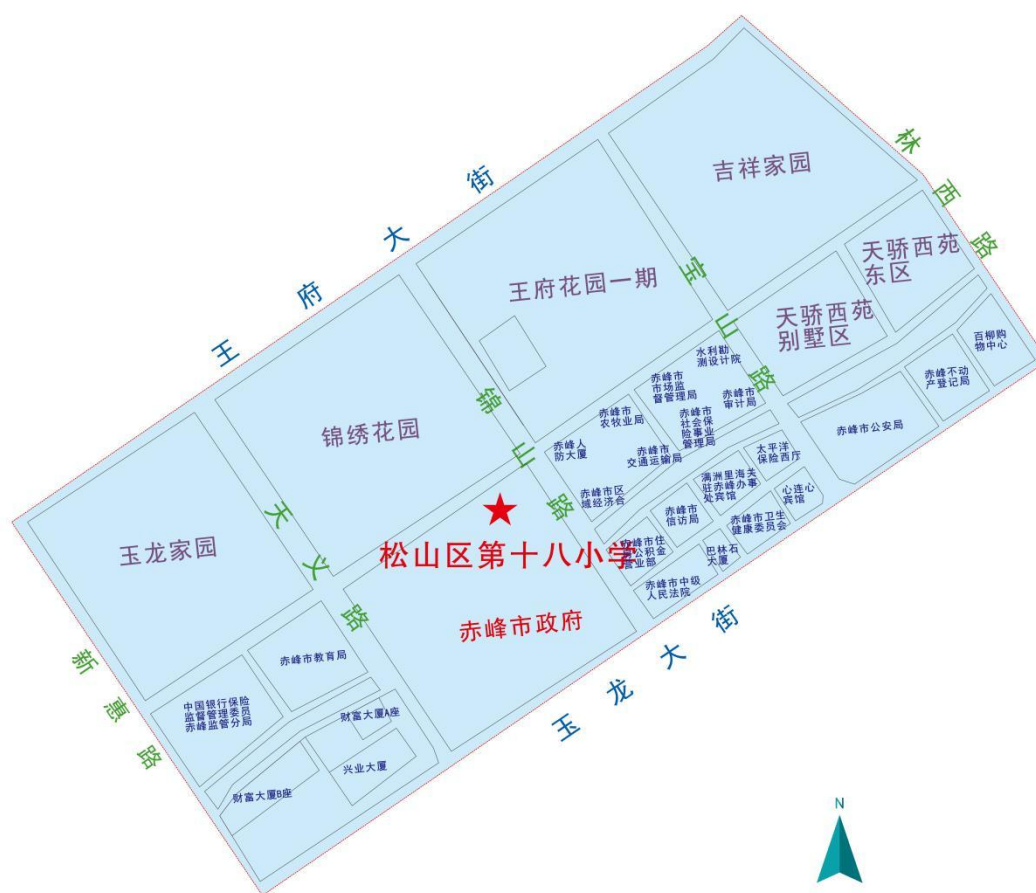 王府大街
林西路
吉祥家园
天骄西苑
东区
王府花园一期
宝山路
天骄西苑
别墅区
百柳购
物中心
水利勘
测设计院
赤峰不动
产登记局
赤峰市
市场监
督管理局
赤峰市
审计局
锦绣花园
锦山路
赤峰市
农牧业局
赤峰市
社会保
险事业
管理局
赤峰市公安局
赤峰人
防大厦
赤峰市
交通运输局
太平洋
保险西厅
满洲里海关
驻赤峰办事
处宾馆
心连心
宾馆
赤峰市区
域经济合
赤峰市
信访局
赤峰市卫生
健康委员会
玉龙家园
天义路
松山区第十八小学
赤峰市住
房公积金
营业部
巴林石
大厦
赤峰市中级
人民法院
赤峰市政府
玉龙大街
新惠路
赤峰市教育局
中国银行保险
监督管理委员
赤峰监管分局
财富大厦A座
兴业大厦
财富大厦B座
N